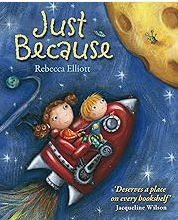 Just
Because
Rebecca Elliott
'Deserves a place
on every bookshelf'
Jacqueline Wilson